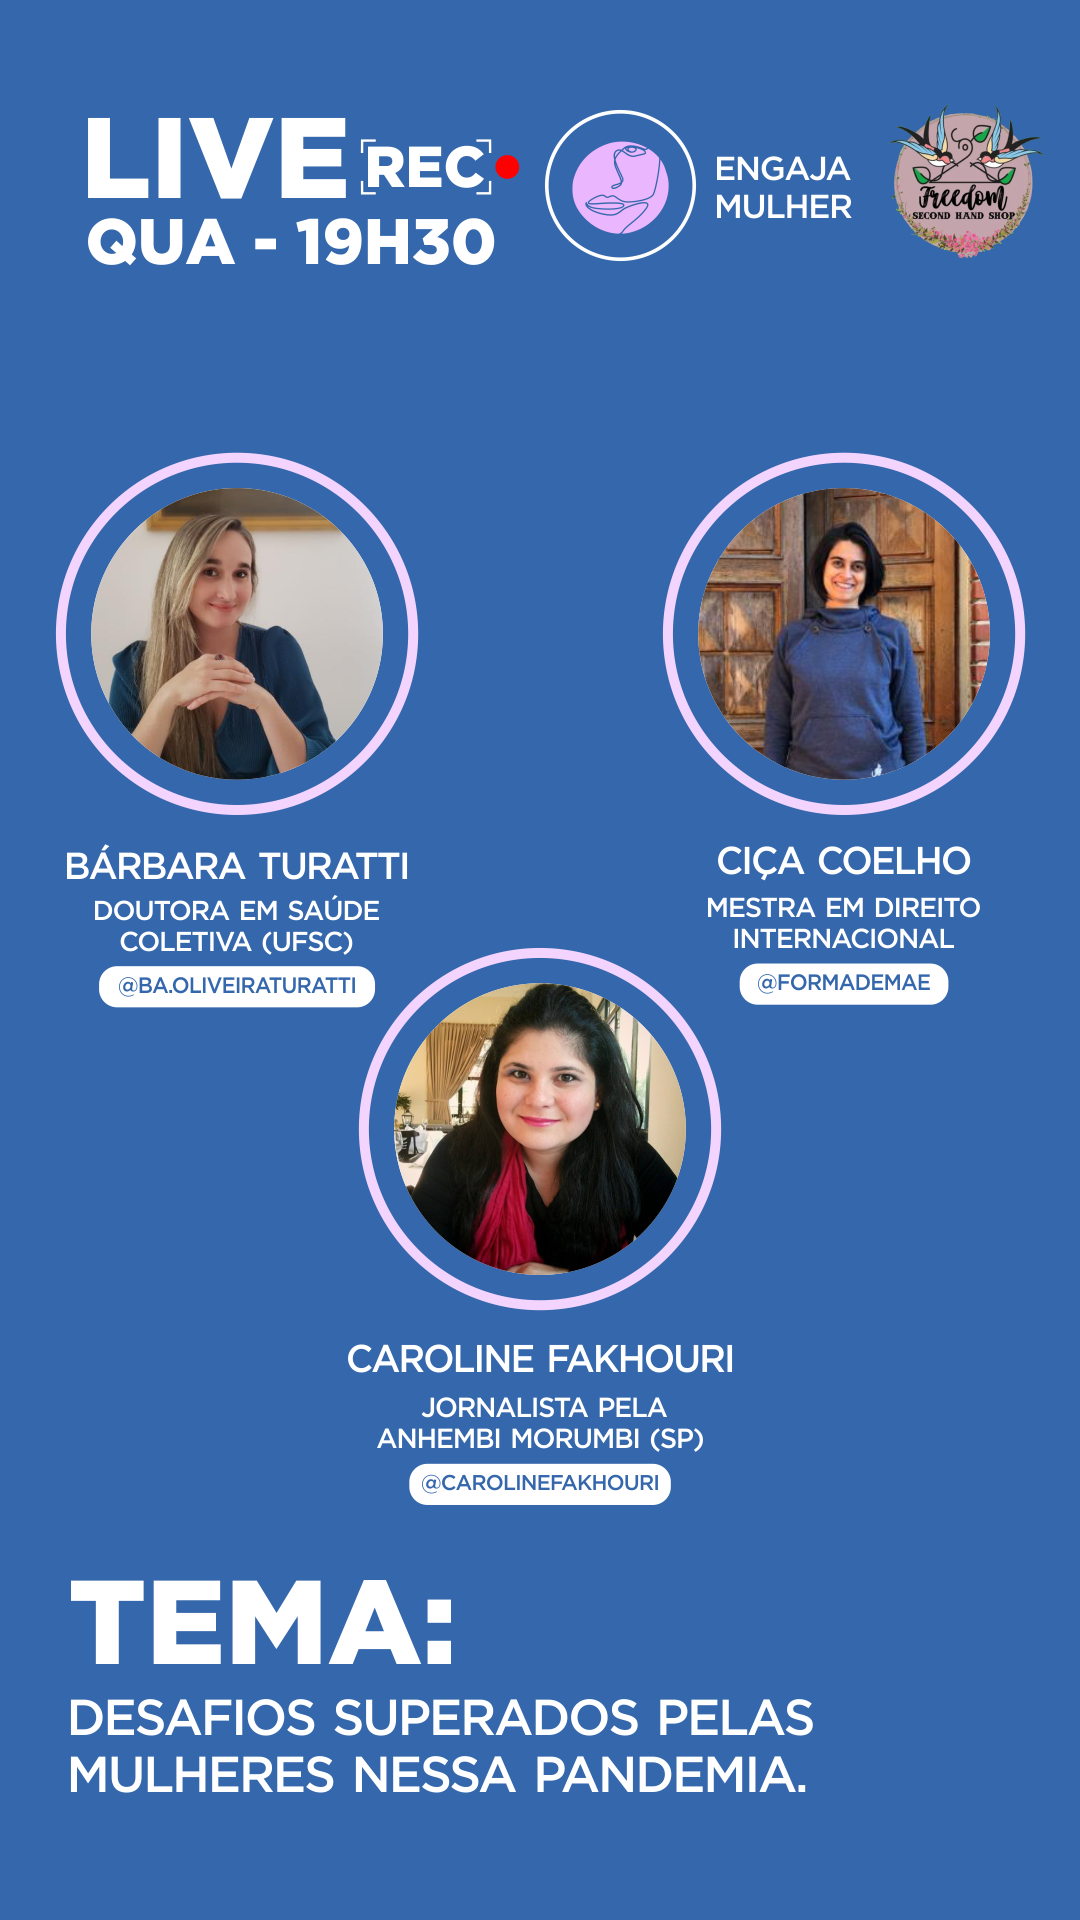 LIVE REC
QUA - 19H30
ENGAJA
MULHER
Freedom
SECOND HAND SHOP
BÁRBARA TURATTI
DOUTORA EM SAÚDE
COLETIVA (UFSC)
@BA.OLIVEIRATURATTI
CIÇA COELHO
MESTRA EM DIREITO
INTERNACIONAL
@FORMADEMAE
CAROLINE FAKHOURI
JORNALISTA PELA
ANHEMBI MORUMBI (SP)
@CAROLINEFAKHOURI
TEMA:
DESAFIOS SUPERADOS PELAS
MULHERES NESSA PANDEMIA.